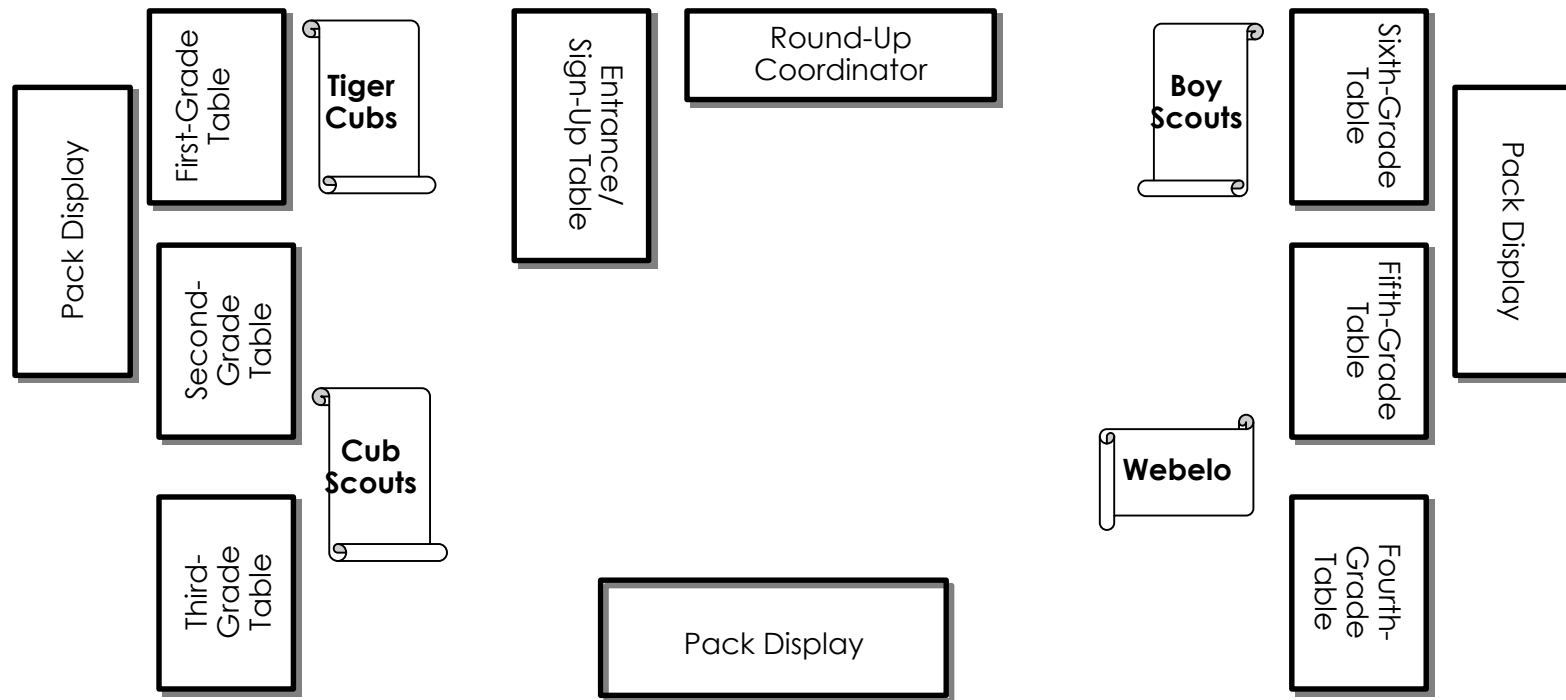 Pack Display
First-Grade
Table
Tiger
Cubs
Entrance/
Sign-Up Table
Round-Up
Coordinator
Boy
Scouts
Sixth-Grade
Table
Pack Display
Second-
Grade
Table
Fifth-Grade
Table
Cub
Scouts
Webelo
Third-
Grade
Table
Pack Display
Fourth-
Grade
Table